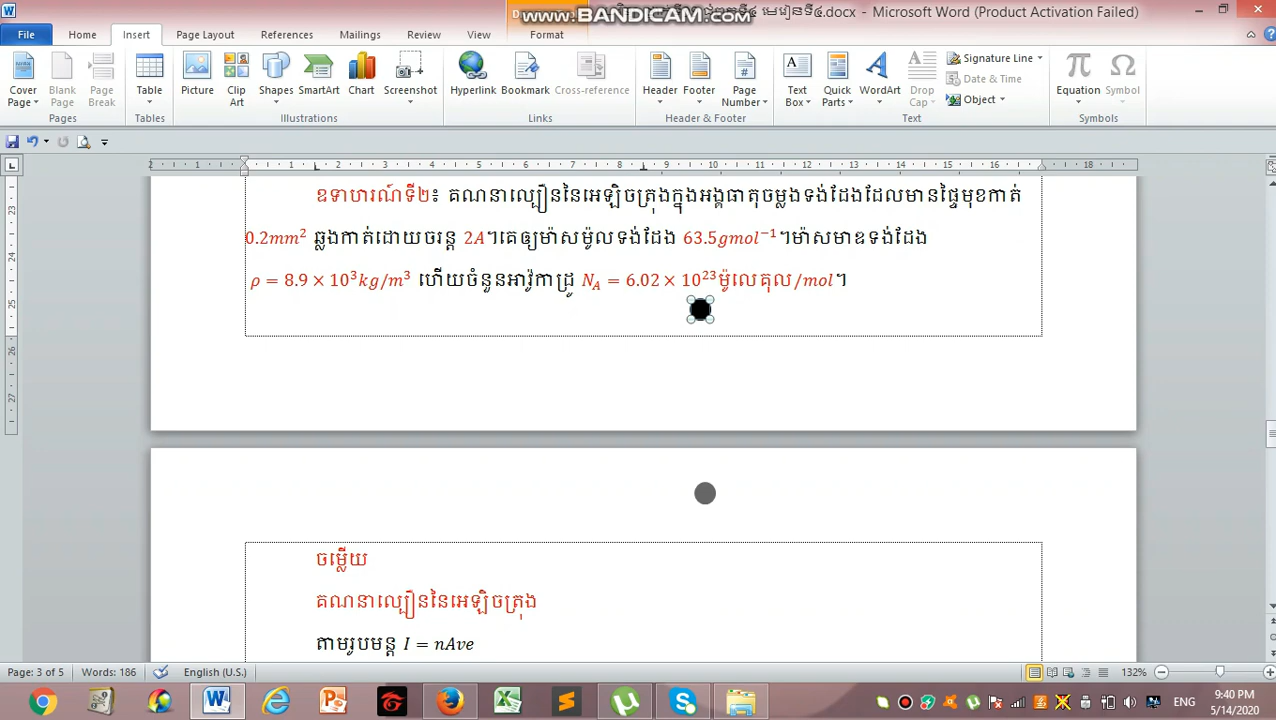 www.BANDICAM.com
មេរៀនទី៤.docx - Microsoft Word (Product Activation Failed)
File Home Insert Page Layout References Mailings Review View Format
Cover Page Blank Page Page Break Table Picture Clip Art Shapes SmartArt Chart Screenshot Hyperlink Bookmark Cross-reference Header Footer Page Number Text Box Quick Parts WordArt Drop Cap Signature Line Date & Time Object Equation Symbol
Pages Tables Illustrations Links Header & Footer Text Symbols
ឧទាហរណ៍ទី២៖ គណនាល្បឿននៃអេឡិចត្រុងក្នុងអង្គធាតុចម្លងទង់ដែងដែលមានផ្ទៃមុខកាត់
0.2mm² ឆ្លងកាត់ដោយចរន្ត 2A។គេឲ្យម៉ាសម៉ូលទង់ដែង 63.5gmol⁻¹។ម៉ាសមាឌទង់ដែង
ρ = 8.9 × 10³kg/m³ ហើយចំនួនអាវ៉ូកាដ្រូ N_A = 6.02 × 10²³ម៉ូលេគុល/mol។
ចម្លើយ
គណនាល្បឿននៃអេឡិចត្រុង
តាមរូបមន្ត I = nAve
Page: 3 of 5 Words: 186 English (U.S.) 132%
ENG 9:40 PM
5/14/2020